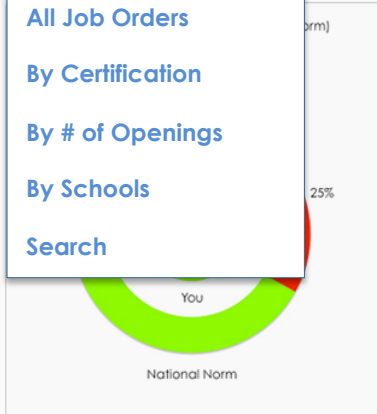 All Job Orders
By Certification
By # of Openings
By Schools
Search
25%
You
National Norm